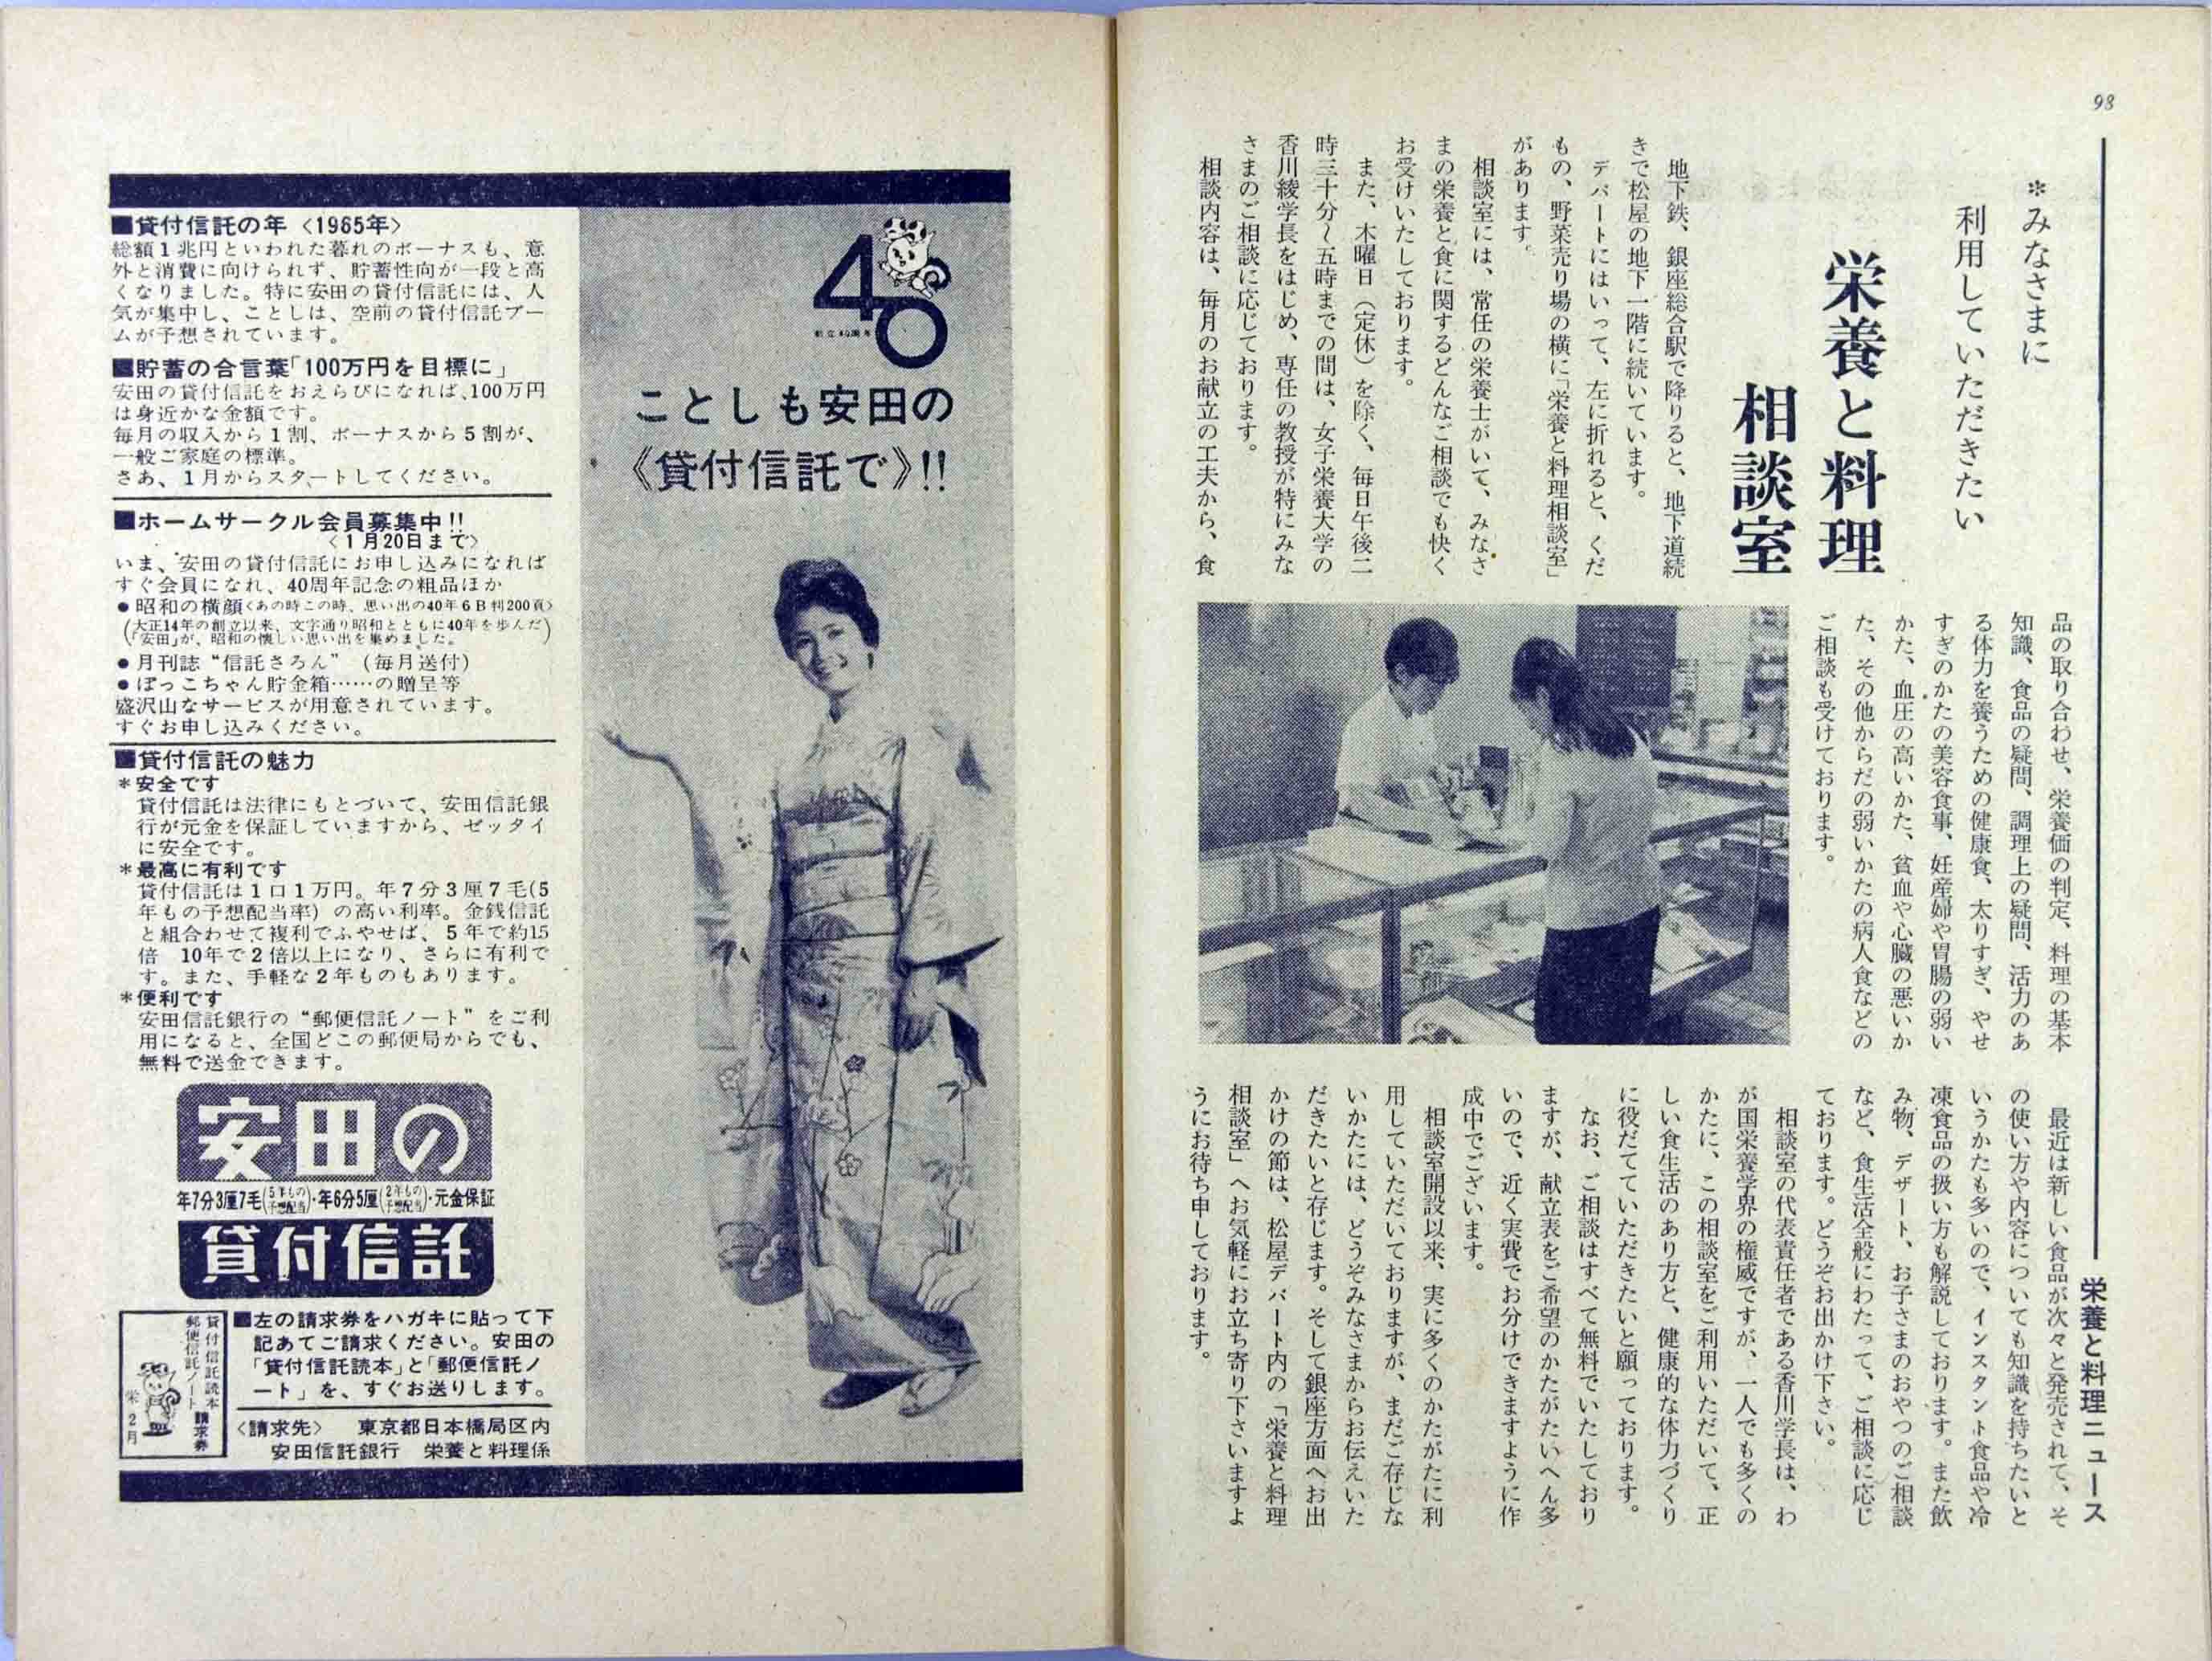 98
栄養と料理ニュース
＊みなさまに
利用していただきたい
栄養と料理
相談室
地下鉄、銀座総合駅で降りると、地下道続
きで松屋の地下一階に続いています。
デパートにはいって、左に折れると、くだ
もの、野菜売り場の横に「栄養と料理相談室」
があります。
相談室には、常任の栄養士がいて、みなさ
まの栄養と食に関するどんなご相談でも快く
お受けいたしております。
また、木曜日（定休）を除く、毎日午後二
時三十分〜五時までの間は、女子栄養大学の
香川綾学長をはじめ、専任の教授が特にみな
さまのご相談に応じております。
相談内容は、毎月のお献立の工夫から、食
品の取り合わせ、栄養価の判定、料理の基本
知識、食品の疑問、調理上の疑問、活力のあ
る体力を養うための健康食、太りすぎ、やせ
すぎのかたの美容食事、妊産婦や胃腸の弱い
かた、血圧の高いかた、貧血や心臓の悪いか
た、その他からだの弱いかたの病人食などの
ご相談も受けております。
最近は新しい食品が次々と発売されて、そ
の使い方や内容についても知識を持ちたいと
いうかたも多いので、インスタント食品や冷
凍食品の扱い方も解説しております。また飲
み物、デザート、お子さまのおやつのご相談
など、食生活全般にわたって、ご相談に応じ
ております。どうぞお出かけ下さい。
相談室の代表責任者である香川学長は、わ
が国栄養学界の権威ですが、一人でも多くの
かたに、この相談室をご利用いただいて、正
しい食生活のあり方と、健康的な体力づくり
に役だてていただきたいと願っております。
なお、ご相談はすべて無料でいたしており
ますが、献立表をご希望のかたがたいへん多
いので、近く実費でお分けできますように作
成中でございます。
相談室開設以来、実に多くのかたがたに利
用していただいておりますが、まだご存じな
いかたには、どうぞみなさまからお伝えいた
だきたいと存じます。そして銀座方面へお出
かけの節は、松屋デパート内の「栄養と料理
相談室」へお気軽にお立ち寄り下さいますよ
うにお待ち申しております。
40
創立40周年
ことしも安田の
《貸付信託で》!!
■貸付信託の年〈1965年〉
総額１兆円といわれた暮れのボーナスも、意
外と消費に向けられず、貯蓄性向が一段と高
くなりました。特に安田の貸付信託には、人
気が集中し、ことしは、空前の貸付信託ブー
ムが予想されています。
■貯蓄の合言葉「100万円を目標に」
安田の貸付信託をおえらびになれば、100万円
は身近かな金額です。
毎月の収入から１割、ボーナスから５割が、
一般ご家庭の標準。
さあ、１月からスタートしてください。
■ホームサークル会員募集中!!
〈１月20日まで〉
いま、安田の貸付信託にお申し込みになれば
すぐ会員になれ、40周年記念の粗品ほか
●昭和の横顔〈あの時この時、思い出の40年６Ｂ判200頁〉
（大正14年の創立以来、文字通り昭和とともに40年を歩んだ
「安田」が、昭和の懐しい思い出を集めました。）
●月刊誌“信託さろん”（毎月送付）
●ぽっこちゃん貯金箱……の贈呈等
盛沢山なサービスが用意されています。
すぐお申し込みください。
■貸付信託の魅力
＊安全です
貸付信託は法律にもとづいて、安田信託銀
行が元金を保証していますから、ゼッタイ
に安全です。
＊最高に有利です
貸付信託は１口１万円。年７分３厘７毛(５
年もの予想配当率）の高い利率。金銭信託
と組合わせて複利でふやせば、５年で約15
倍 10年で２倍以上になり、さらに有利で
す。また、手軽な２年ものもあります。
＊便利です
安田信託銀行の“郵便信託ノート”をご利
用になると、全国どこの郵便局からでも、
無料で送金できます。
安田の
年7分3厘7毛(5年もの予想配当)・年6分5厘(2年もの予想配当)・元金保証
貸付信託
貸付信託読本
郵便信託ノート
請求券
栄２月
■左の請求券をハガキに貼って下
記あてご請求ください。安田の
「貸付信託読本」と「郵便信託ノ
ート」を、すぐお送りします。
〈請求先〉 東京都日本橋局区内
安田信託銀行 栄養と料理係